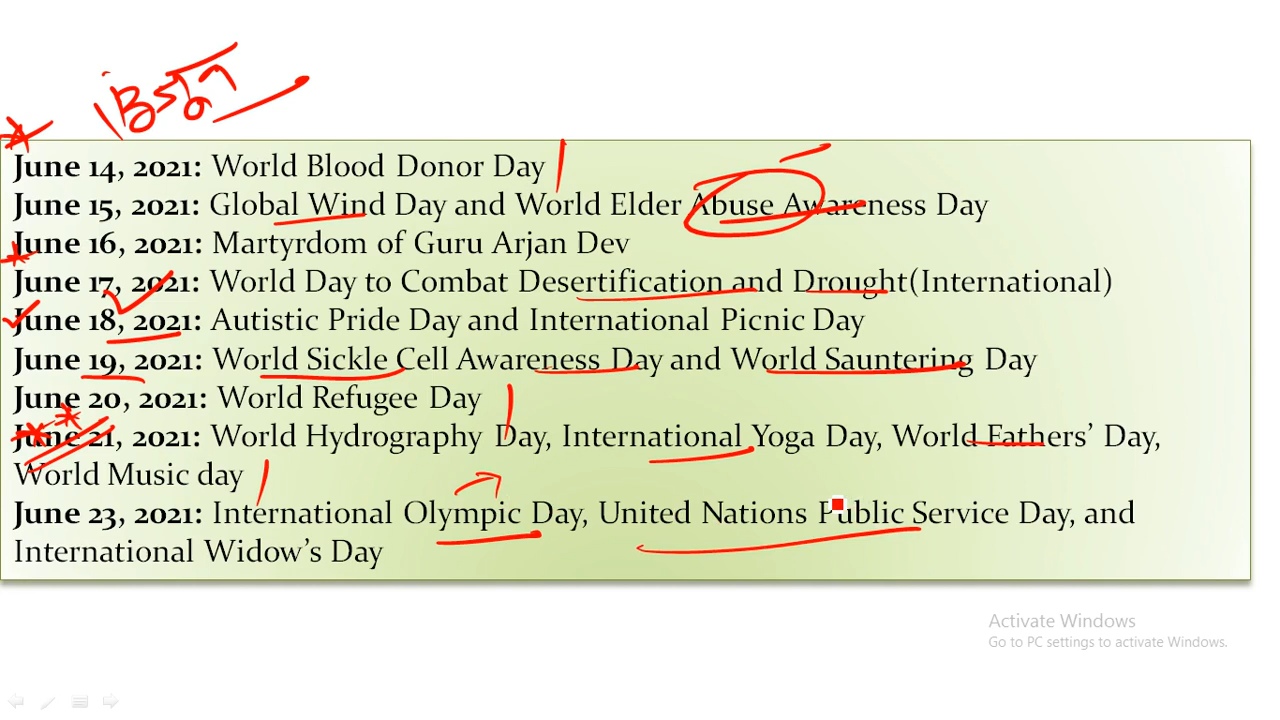 June 14, 2021: World Blood Donor Day
June 15, 2021: Global Wind Day and World Elder Abuse Awareness Day
June 16, 2021: Martyrdom of Guru Arjan Dev
June 17, 2021: World Day to Combat Desertification and Drought(International)
June 18, 2021: Autistic Pride Day and International Picnic Day
June 19, 2021: World Sickle Cell Awareness Day and World Sauntering Day
June 20, 2021: World Refugee Day
June 21, 2021: World Hydrography Day, International Yoga Day, World Fathers’ Day,
World Music day
June 23, 2021: International Olympic Day, United Nations Public Service Day, and
International Widow’s Day
Activate Windows
Go to PC settings to activate Windows.